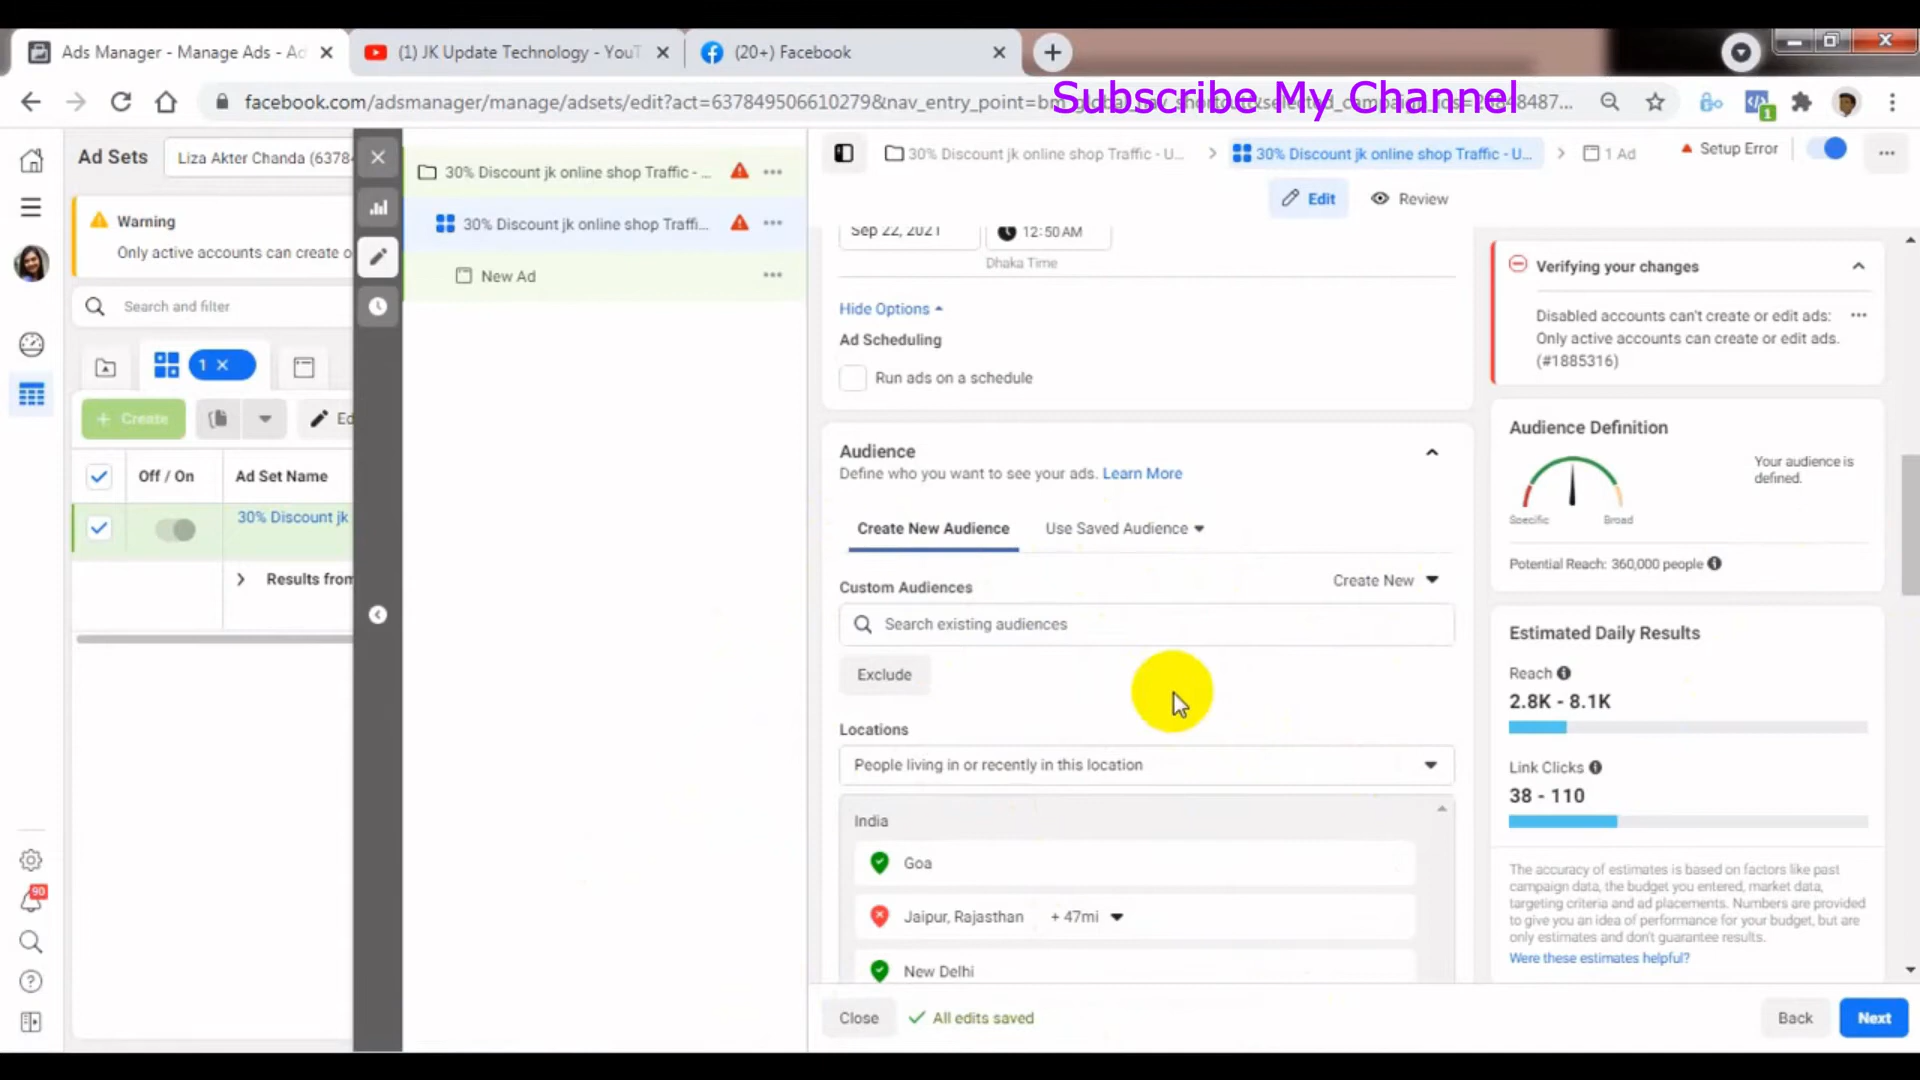 Ads Manager - Manage Ads - Ac
(1) JK Update Technology - YouT
(20+) Facebook
facebook.com/adsmanager/manage/adsets/edit?act=637849506610279&nav_entry_point=bm
Subscribe My Channel
1
Ad Sets
Liza Akter Chanda (6378
Warning
Only active accounts can create o
Search and filter
1
Create
Ed
Off / On
Ad Set Name
30% Discount jk
Results from
90
30% Discount jk online shop Traffic - ...
30% Discount jk online shop Traffi...
New Ad
30% Discount jk online shop Traffic - U...
30% Discount jk online shop Traffic - U...
1 Ad
Setup Error
Edit
Review
Sep 22, 2021
12:50 AM
Dhaka Time
Hide Options
Ad Scheduling
Run ads on a schedule
Audience
Define who you want to see your ads. Learn More
Create New Audience
Use Saved Audience
Custom Audiences
Create New
Search existing audiences
Exclude
Locations
People living in or recently in this location
India
Goa
Jaipur, Rajasthan + 47mi
New Delhi
Close
All edits saved
Back
Next
Verifying your changes
Disabled accounts can't create or edit ads:
Only active accounts can create or edit ads.
(#1885316)
Audience Definition
Your audience is
defined.
Specific
Broad
Potential Reach: 360,000 people
Estimated Daily Results
Reach
2.8K - 8.1K
Link Clicks
38 - 110
The accuracy of estimates is based on factors like past
campaign data, the budget you entered, market data,
targeting criteria and ad placements. Numbers are provided
to give you an idea of performance for your budget, but are
only estimates and don't guarantee results.
Were these estimates helpful?